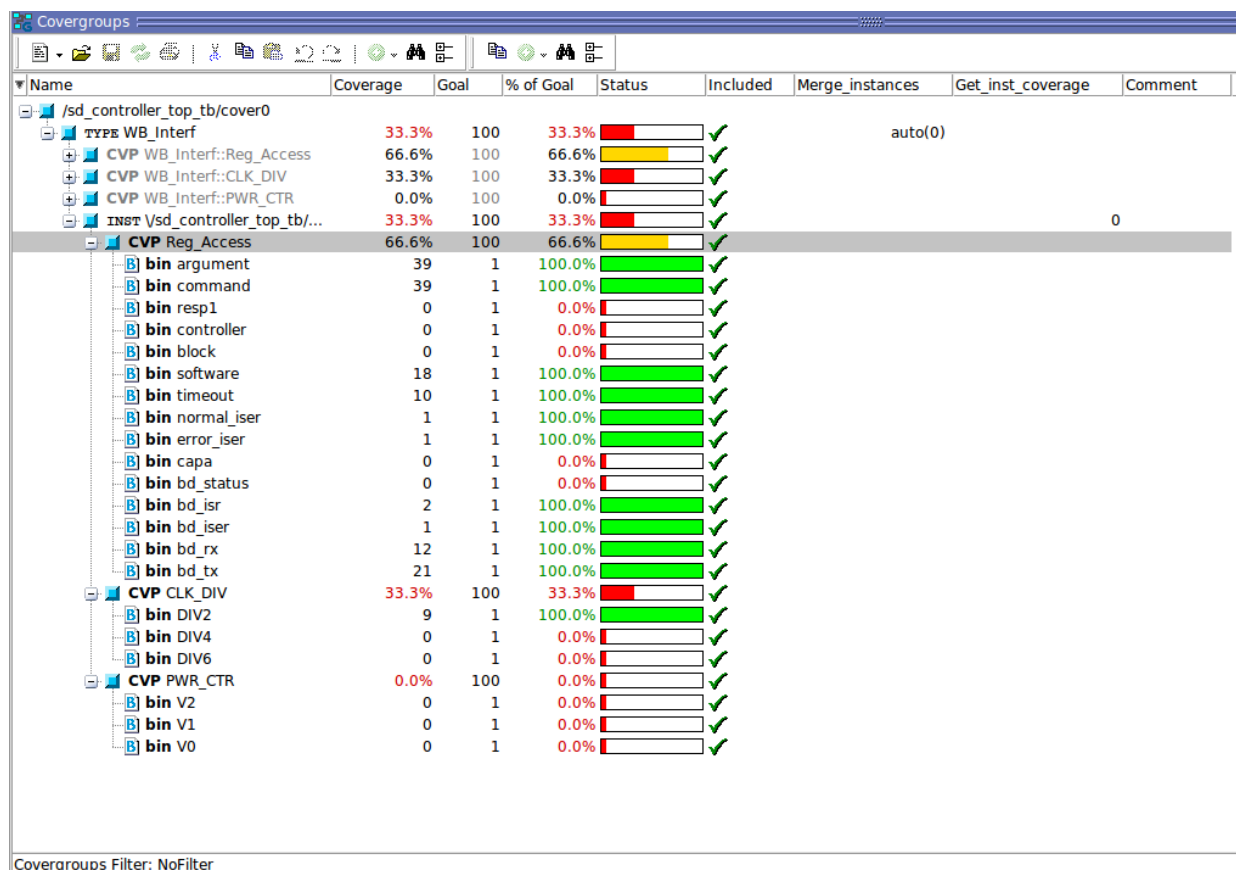 Covergroups
Name Coverage Goal % of Goal Status Included Merge_instances Get_inst_coverage Comment
/sd_controller_top_tb/cover0
TYPE WB_Interf 33.3% 100 33.3% auto(0)
CVP WB_Interf::Reg_Access 66.6% 100 66.6%
CVP WB_Interf::CLK_DIV 33.3% 100 33.3%
CVP WB_Interf::PWR_CTR 0.0% 100 0.0%
INST \/sd_controller_top_tb/... 33.3% 100 33.3% 0
CVP Reg_Access 66.6% 100 66.6%
B] bin argument 39 1 100.0%
B] bin command 39 1 100.0%
B] bin resp1 0 1 0.0%
B] bin controller 0 1 0.0%
B] bin block 0 1 0.0%
B] bin software 18 1 100.0%
B] bin timeout 10 1 100.0%
B] bin normal_iser 1 1 100.0%
B] bin error_iser 1 1 100.0%
B] bin capa 0 1 0.0%
B] bin bd_status 0 1 0.0%
B] bin bd_isr 2 1 100.0%
B] bin bd_iser 1 1 100.0%
B] bin bd_rx 12 1 100.0%
B] bin bd_tx 21 1 100.0%
CVP CLK_DIV 33.3% 100 33.3%
B] bin DIV2 9 1 100.0%
B] bin DIV4 0 1 0.0%
B] bin DIV6 0 1 0.0%
CVP PWR_CTR 0.0% 100 0.0%
B] bin V2 0 1 0.0%
B] bin V1 0 1 0.0%
B] bin V0 0 1 0.0%
Covergroups Filter: NoFilter